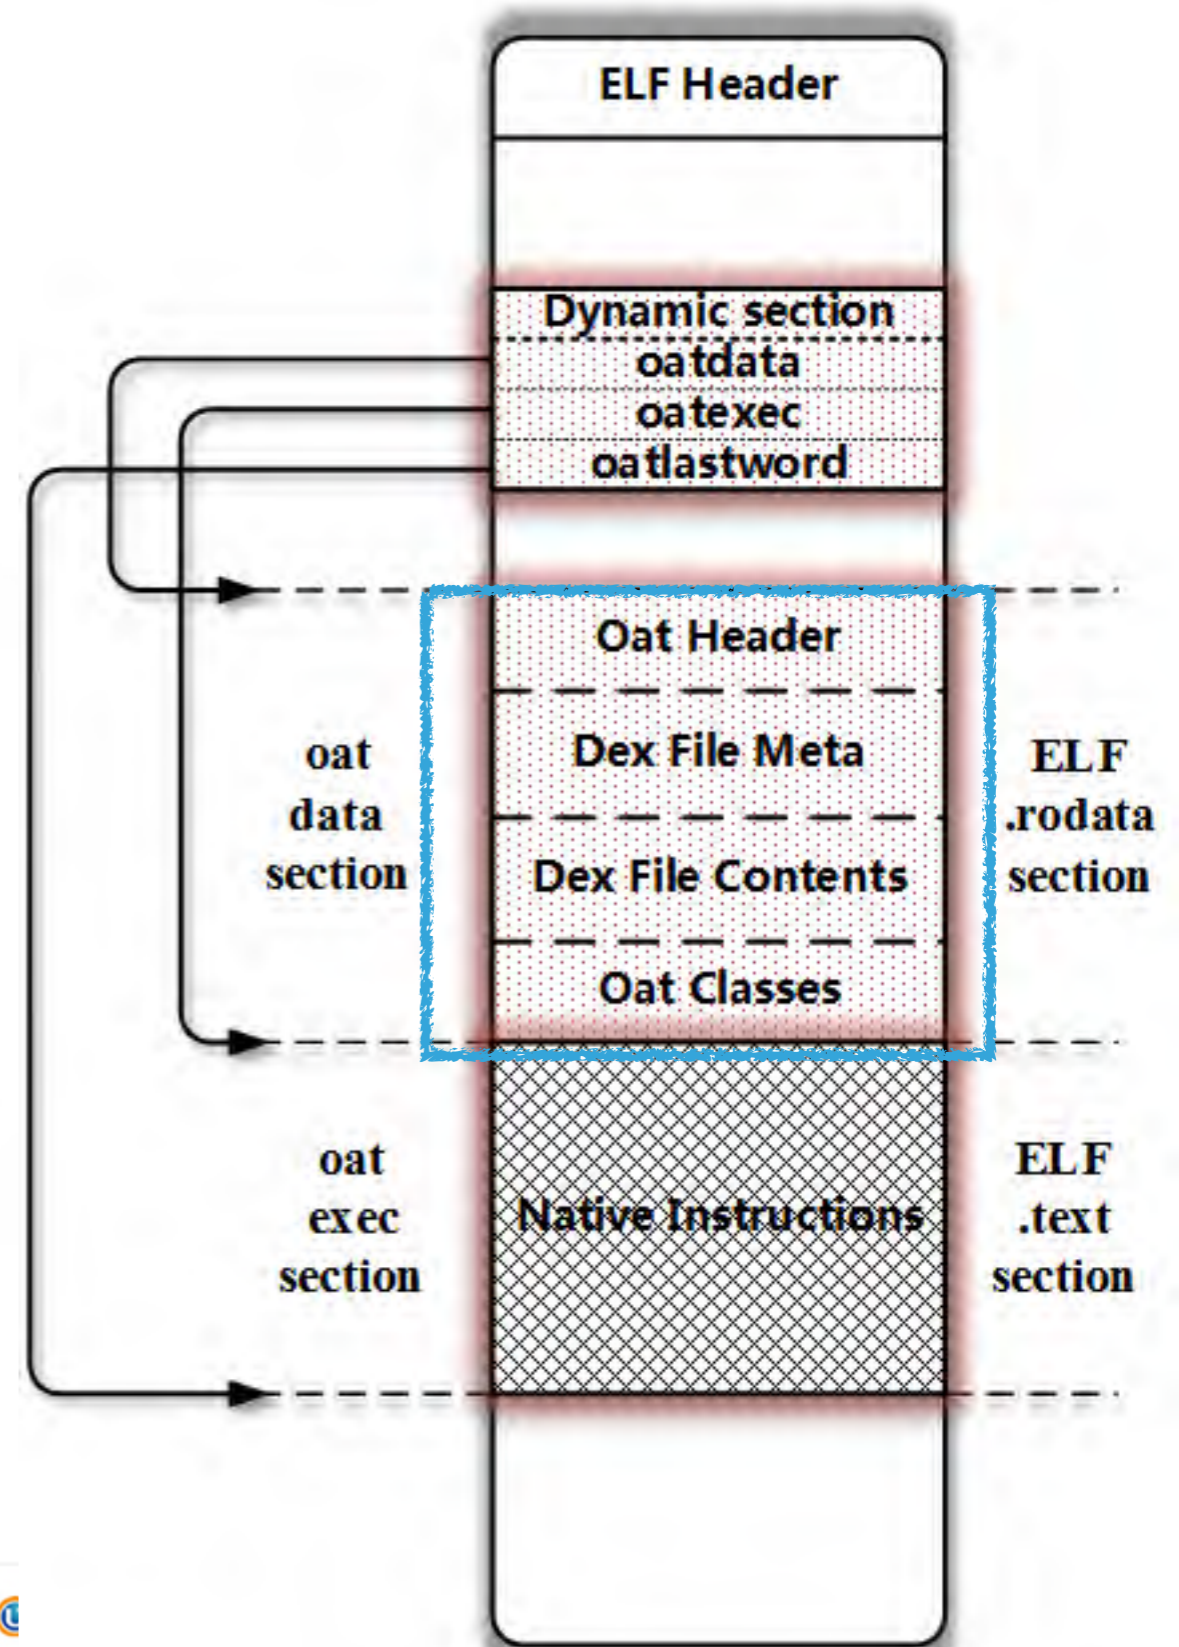 ELF Header
Dynamic section
oatdata
oatexec
oatlastword
Oat Header
Dex File Meta
Dex File Contents
Oat Classes
oat
data
section
ELF
.rodata
section
Native Instructions
oat
exec
section
ELF
.text
section